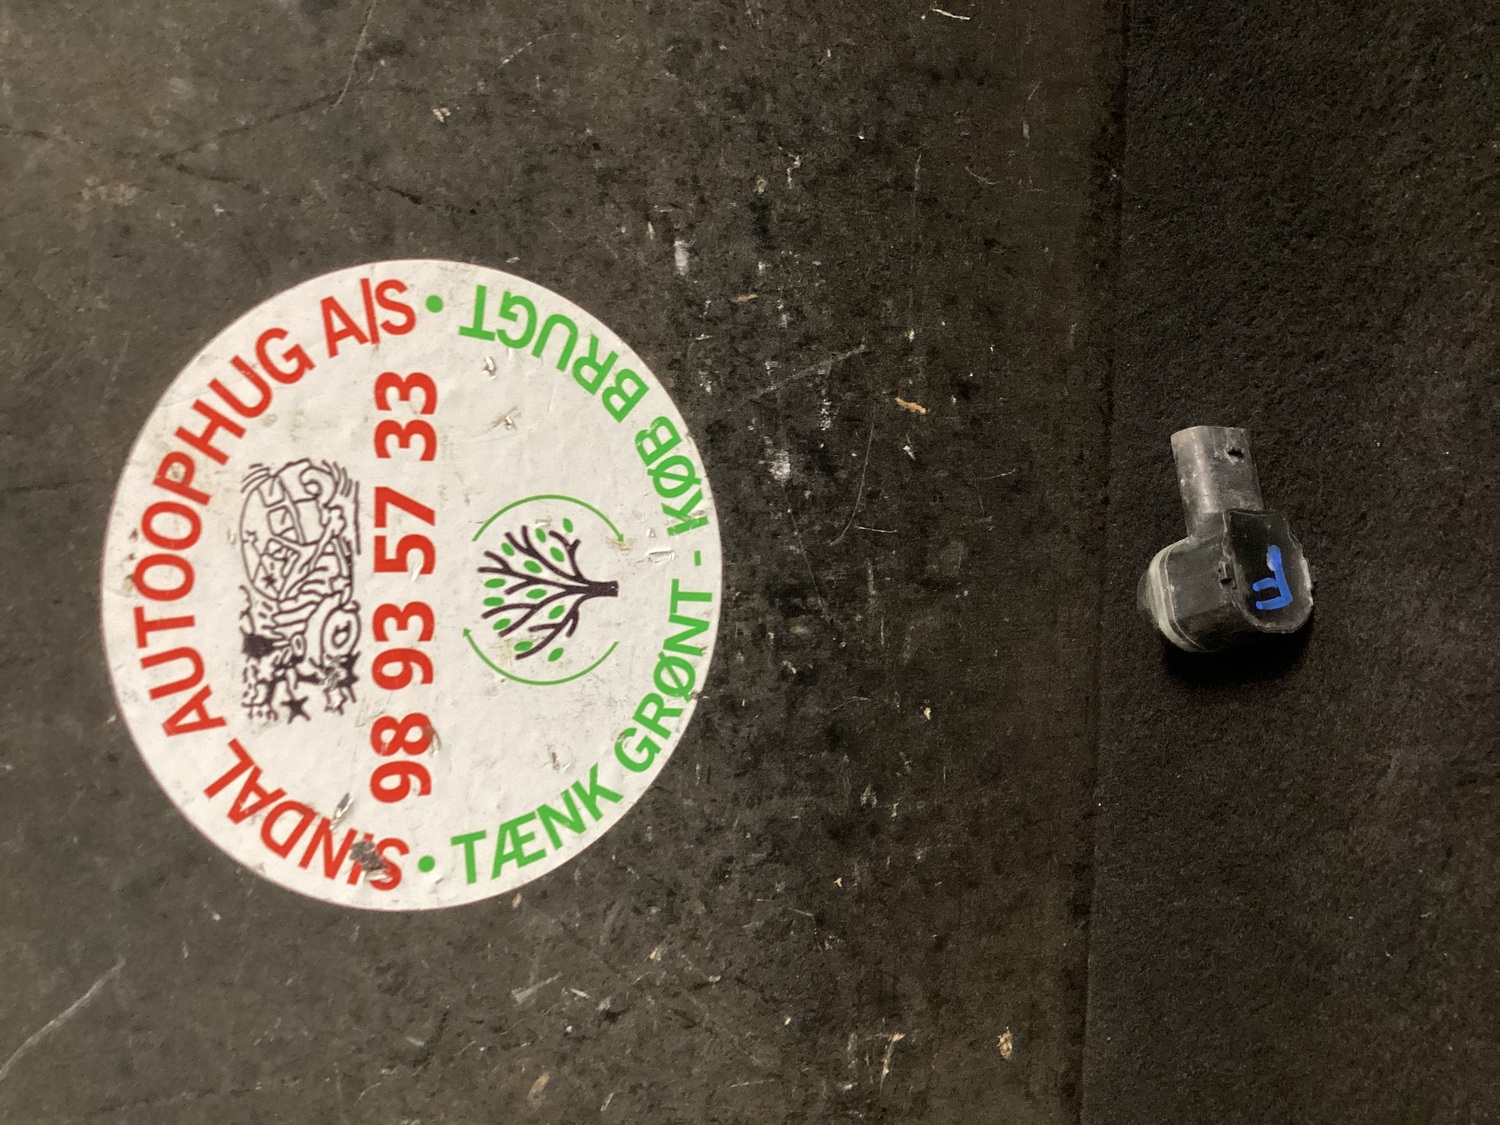 SINDAL AUTOOPHUG A/S
98 93 57 33
• TÆNK GRØNT - KØB BRUGT •
F